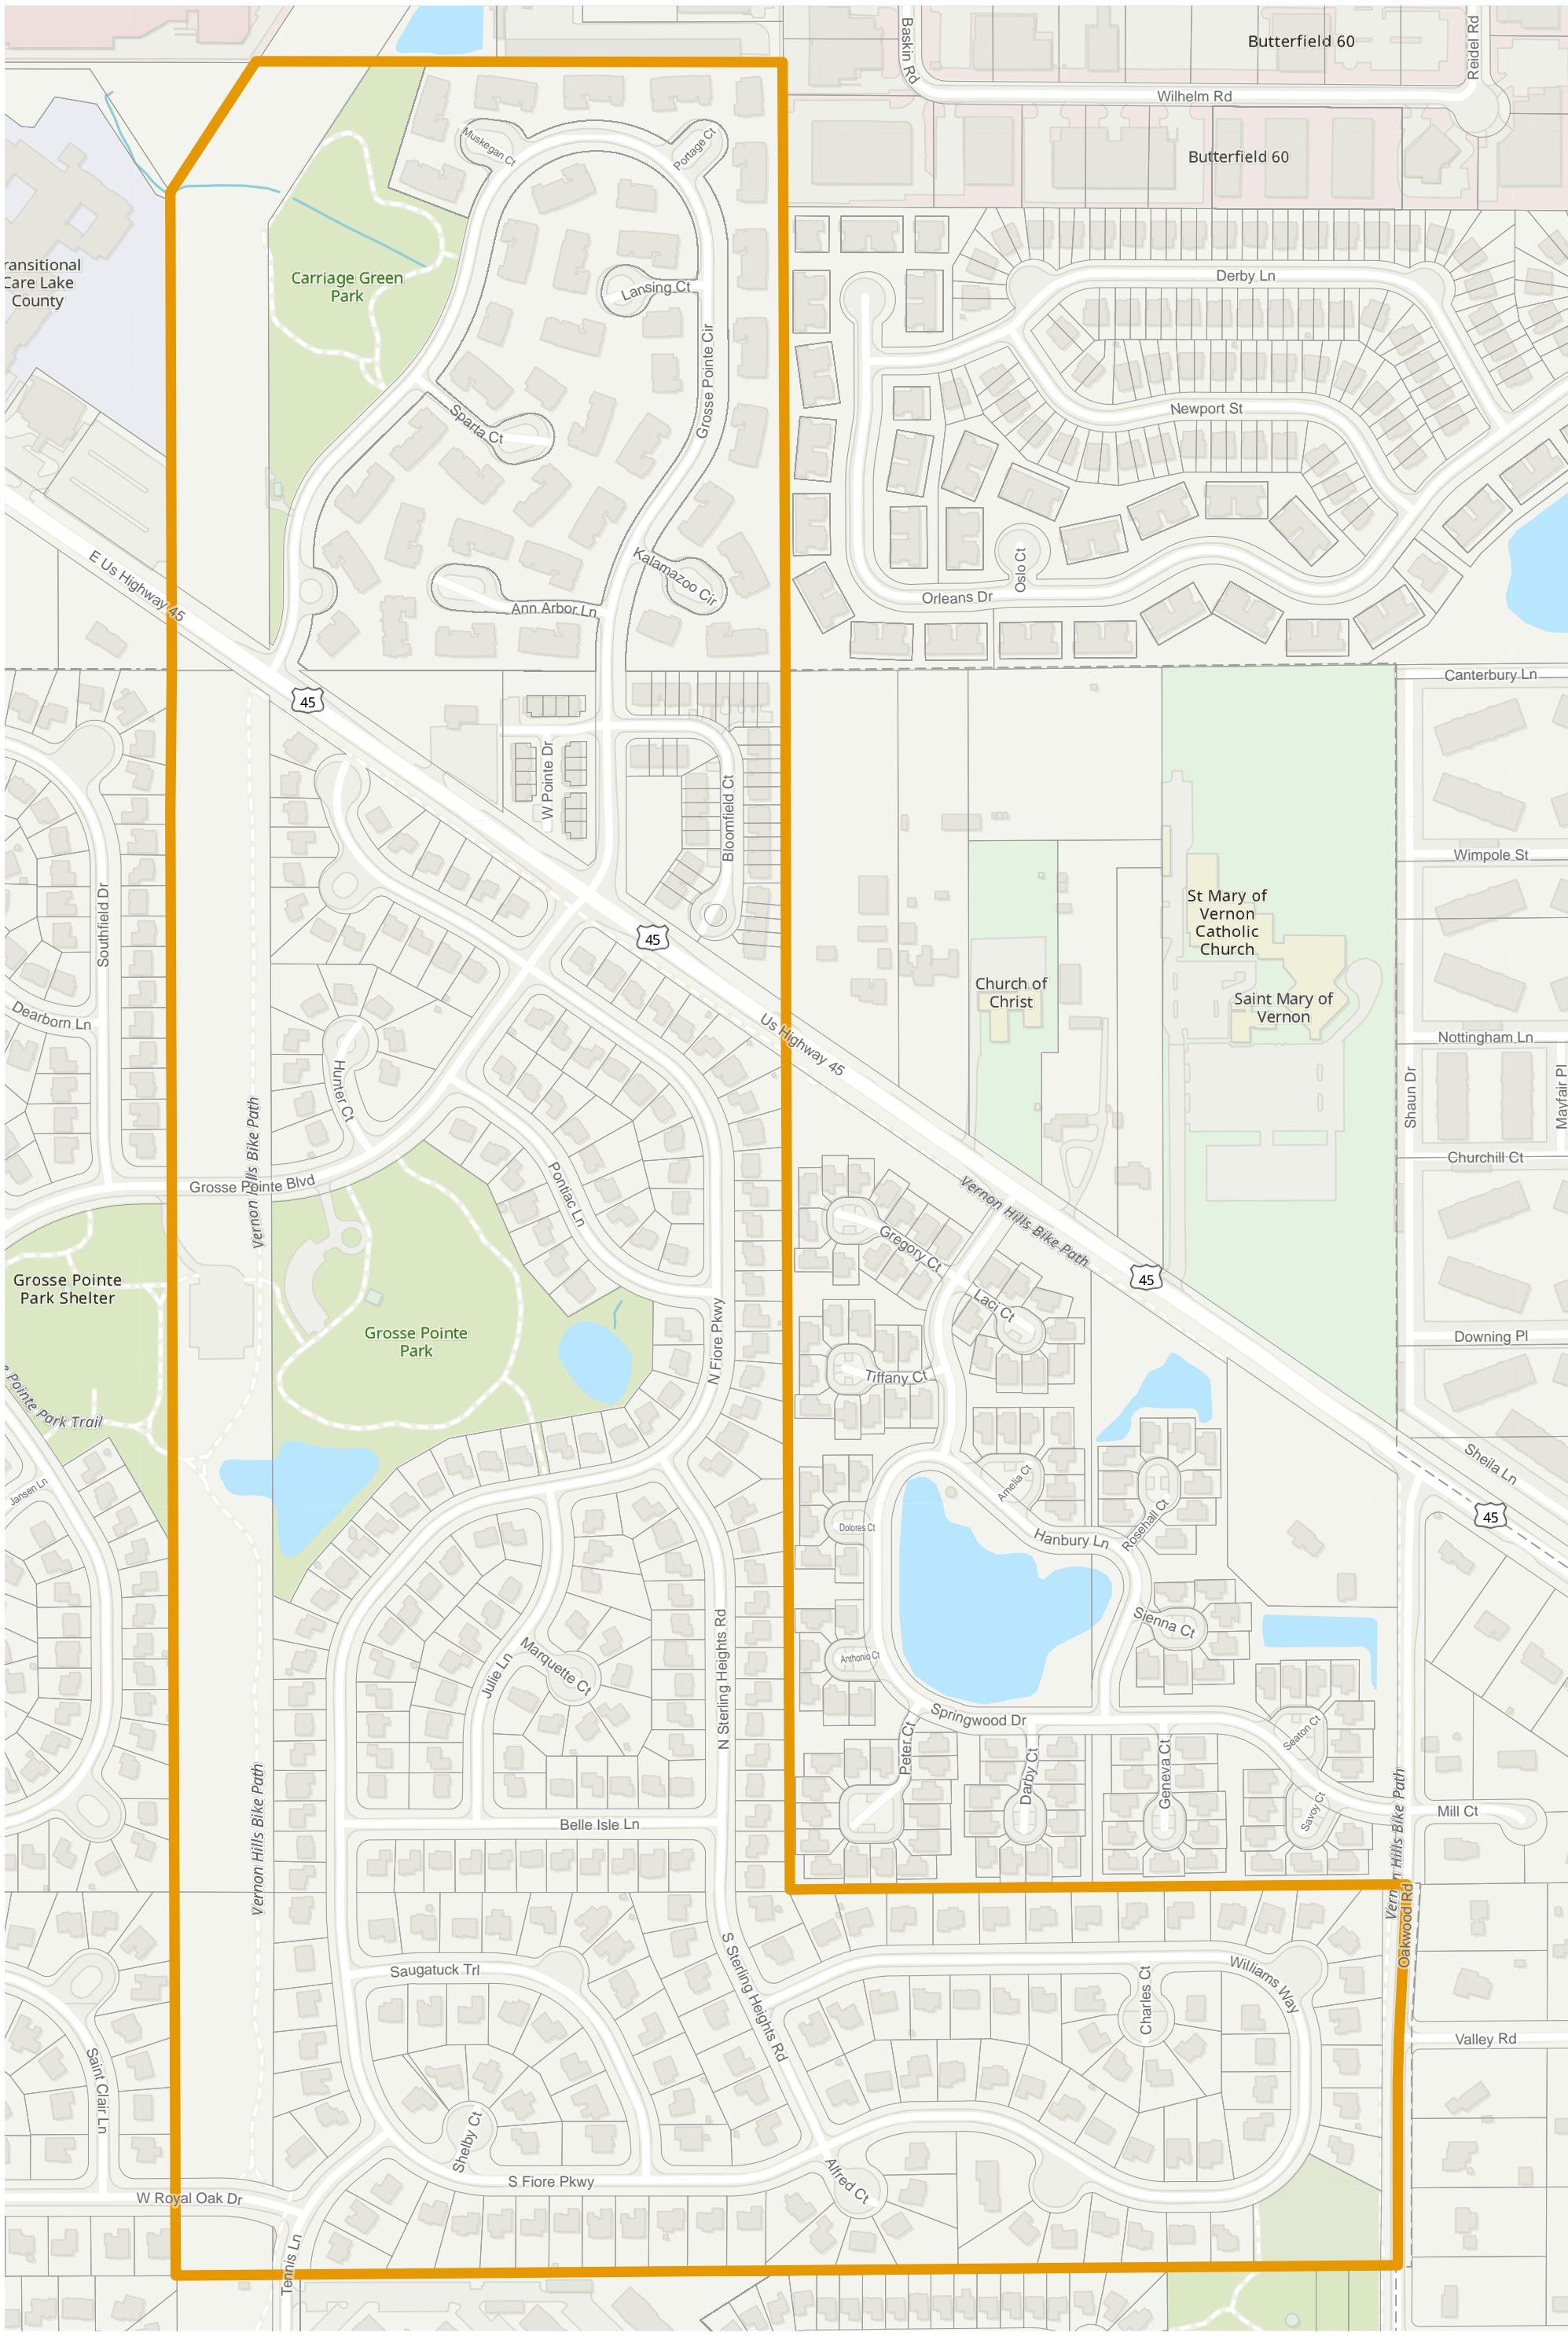 Baskin Rd
Butterfield 60
Reidel Rd
Wilhelm Rd
Butterfield 60
Muskegan Ct
Portage Ct
ransitional
Care Lake
County
Carriage Green
Park
Lansing Ct
Derby Ln
Grosse Pointe Cir
Sparta Ct
Newport St
E Us Highway 45
Kalamazoo Cir
Ann Arbor Ln
Oslo Ct
Orleans Dr
45
Canterbury Ln
W Pointe Dr
Bloomfield Ct
Wimpole St
Southfield Dr
45
St Mary of
Vernon
Catholic
Church
Church of
Christ
Saint Mary of
Vernon
Dearborn Ln
Us Highway 45
Nottingham Ln
Hunter Ct
Shaun Dr
Mayfair Pl
Vernon Hills Bike Path
Churchill Ct
Grosse Pointe Blvd
Pontiac Ln
Vernon Hills Bike Path
Gregory Ct
45
Grosse Pointe
Park Shelter
Laci Ct
Grosse Pointe
Park
N Fiore Pkwy
Downing Pl
Tiffany Ct
e Pointe Park Trail
Sheila Ln
Jansen Ln
Amelia Ct
45
Dolores Ct
Rosehall Ct
Hanbury Ln
Sienna Ct
Marquette Ct
Julie Ln
N Sterling Heights Rd
Anthonio Ct
Springwood Dr
Peter Ct
Darby Ct
Geneva Ct
Seaton Ct
Savoy Ct
Vernon Hills Bike Path
Mill Ct
Belle Isle Ln
Vernon Hills Bike Path
Oakwood Rd
Saugatuck Trl
S Sterling Heights Rd
Williams Way
Charles Ct
Valley Rd
Saint Clair Ln
Shelby Ct
S Fiore Pkwy
Alfred Ct
W Royal Oak Dr
Tennis Ln